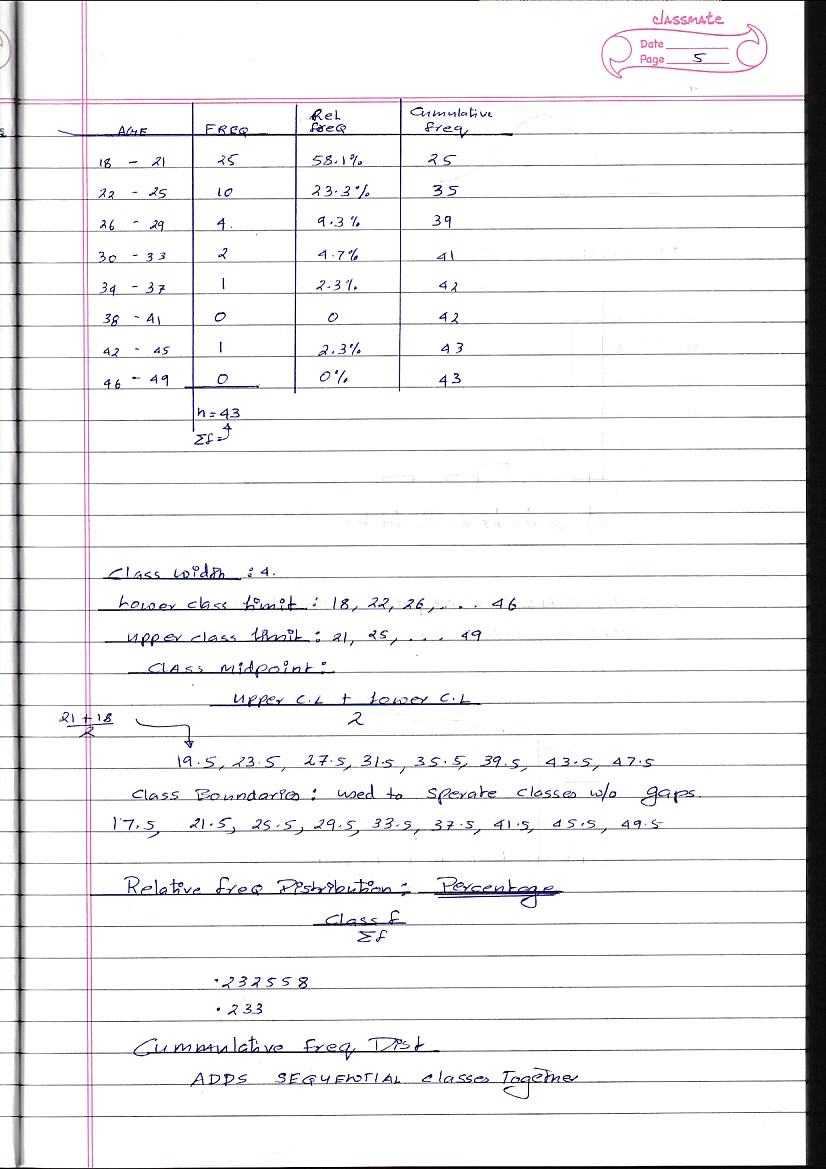 classmate
Date
Page 5
AGE FREQ Rel freQ Cumulative freq
18 - 21 25 58.1% 25
22 - 25 10 23.3% 35
26 - 29 4. 9.3% 39
30 - 33 2 4.7% 41
34 - 37 1 2.3%. 42
38 - 41 0 0 42
42 - 45 1 2.3% 43
46 - 49 0 0% 43
n = 43
Σf =
Class width : 4.
Lower class limit : 18, 22, 26, . . . 46
Upper class limit : 21, 25, . . . 49
Class midpoint :
Upper C.L + Lower C.L
2
21 + 18
2
19.5, 23.5, 27.5, 31.5, 35.5, 39.5, 43.5, 47.5
Class Boundaries : used to sperate classes w/o gaps.
17.5, 21.5, 25.5, 29.5, 33.5, 37.5, 41.5, 45.5, 49.5
Relative freq Distribution : Percentage
Class f
Σf
.232558
.233
Cummulative freq Dist
ADDS SEQUENTIAL classes Together